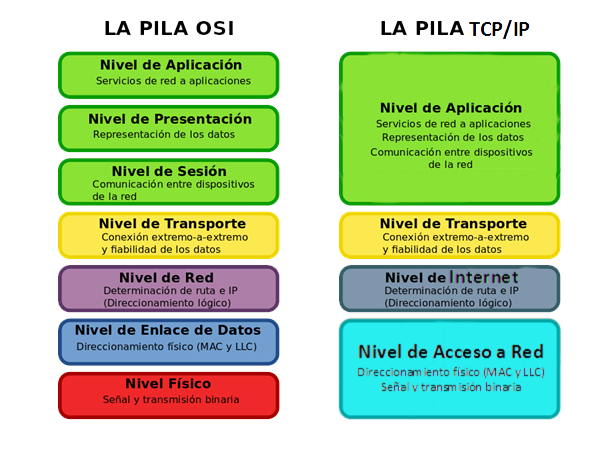 LA PILA OSI
Nivel de Aplicación
Servicios de red a aplicaciones
Nivel de Presentación
Representación de los datos
Nivel de Sesión
Comunicación entre dispositivos
de la red
Nivel de Transporte
Conexión extremo-a-extremo
y fiabilidad de los datos
Nivel de Red
Determinación de ruta e IP
(Direccionamiento lógico)
Nivel de Enlace de Datos
Direccionamiento físico (MAC y LLC)
Nivel Físico
Señal y transmisión binaria
LA PILA TCP/IP
Nivel de Aplicación
Servicios de red a aplicaciones
Representación de los datos
Comunicación entre dispositivos
de la red
Nivel de Transporte
Conexión extremo-a-extremo
y fiabilidad de los datos
Nivel de Internet
Determinación de ruta e IP
(Direccionamiento lógico)
Nivel de Acceso a Red
Direccionamiento físico (MAC y LLC)
Señal y transmisión binaria